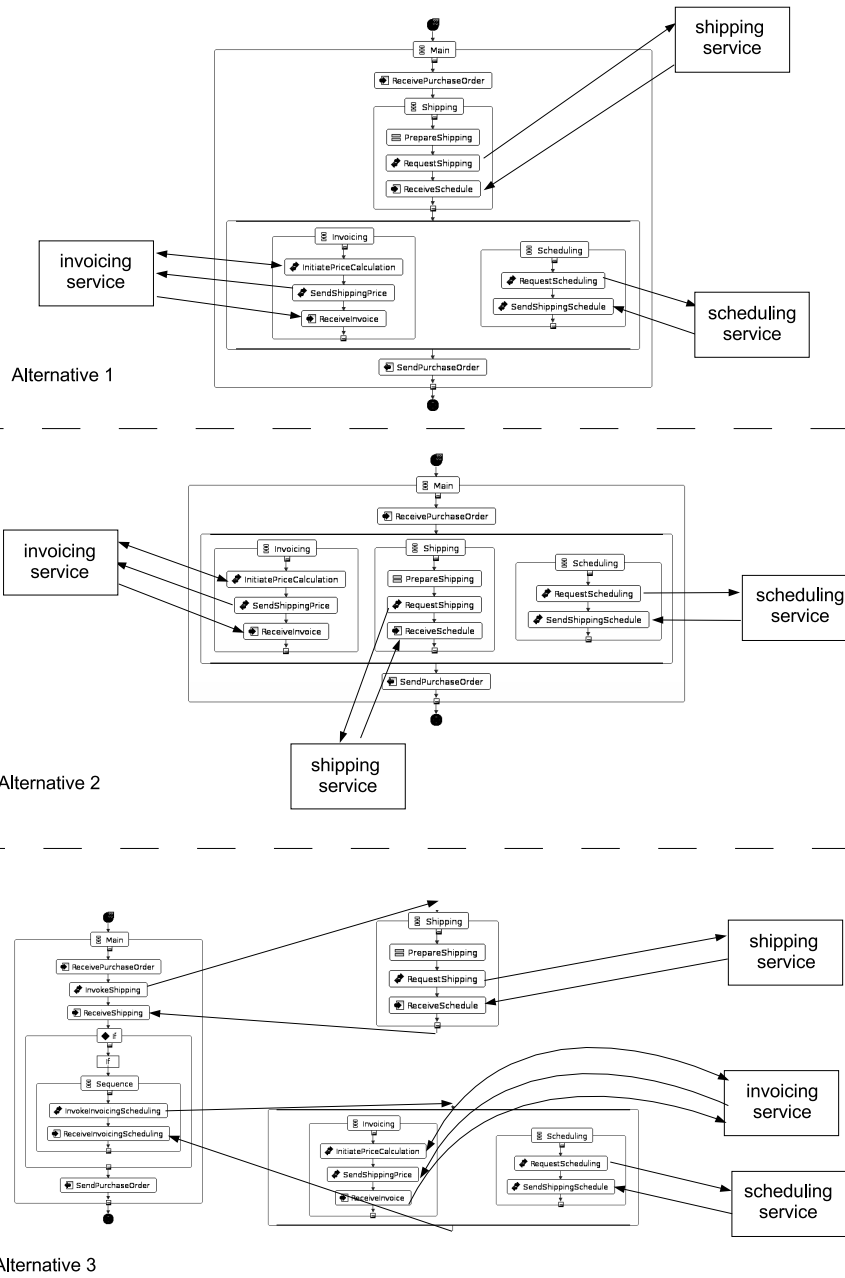 shipping
service
Main
ReceivePurchaseOrder
Shipping
PrepareShipping
RequestShipping
ReceiveSchedule
Invoicing
InitiatePriceCalculation
SendShippingPrice
ReceiveInvoice
Scheduling
RequestScheduling
SendShippingSchedule
invoicing
service
scheduling
service
SendPurchaseOrder
Alternative 1
Main
ReceivePurchaseOrder
invoicing
service
Invoicing
InitiatePriceCalculation
SendShippingPrice
ReceiveInvoice
Shipping
PrepareShipping
RequestShipping
ReceiveSchedule
Scheduling
RequestScheduling
SendShippingSchedule
scheduling
service
SendPurchaseOrder
shipping
service
Alternative 2
Main
ReceivePurchaseOrder
InvokeShipping
ReceiveShipping
If
If
Sequence
InvokeInvoicingScheduling
ReceiveInvoicingScheduling
SendPurchaseOrder
Shipping
PrepareShipping
RequestShipping
ReceiveSchedule
shipping
service
Invoicing
InitiatePriceCalculation
SendShippingPrice
ReceiveInvoice
Scheduling
RequestScheduling
SendShippingSchedule
invoicing
service
scheduling
service
Alternative 3